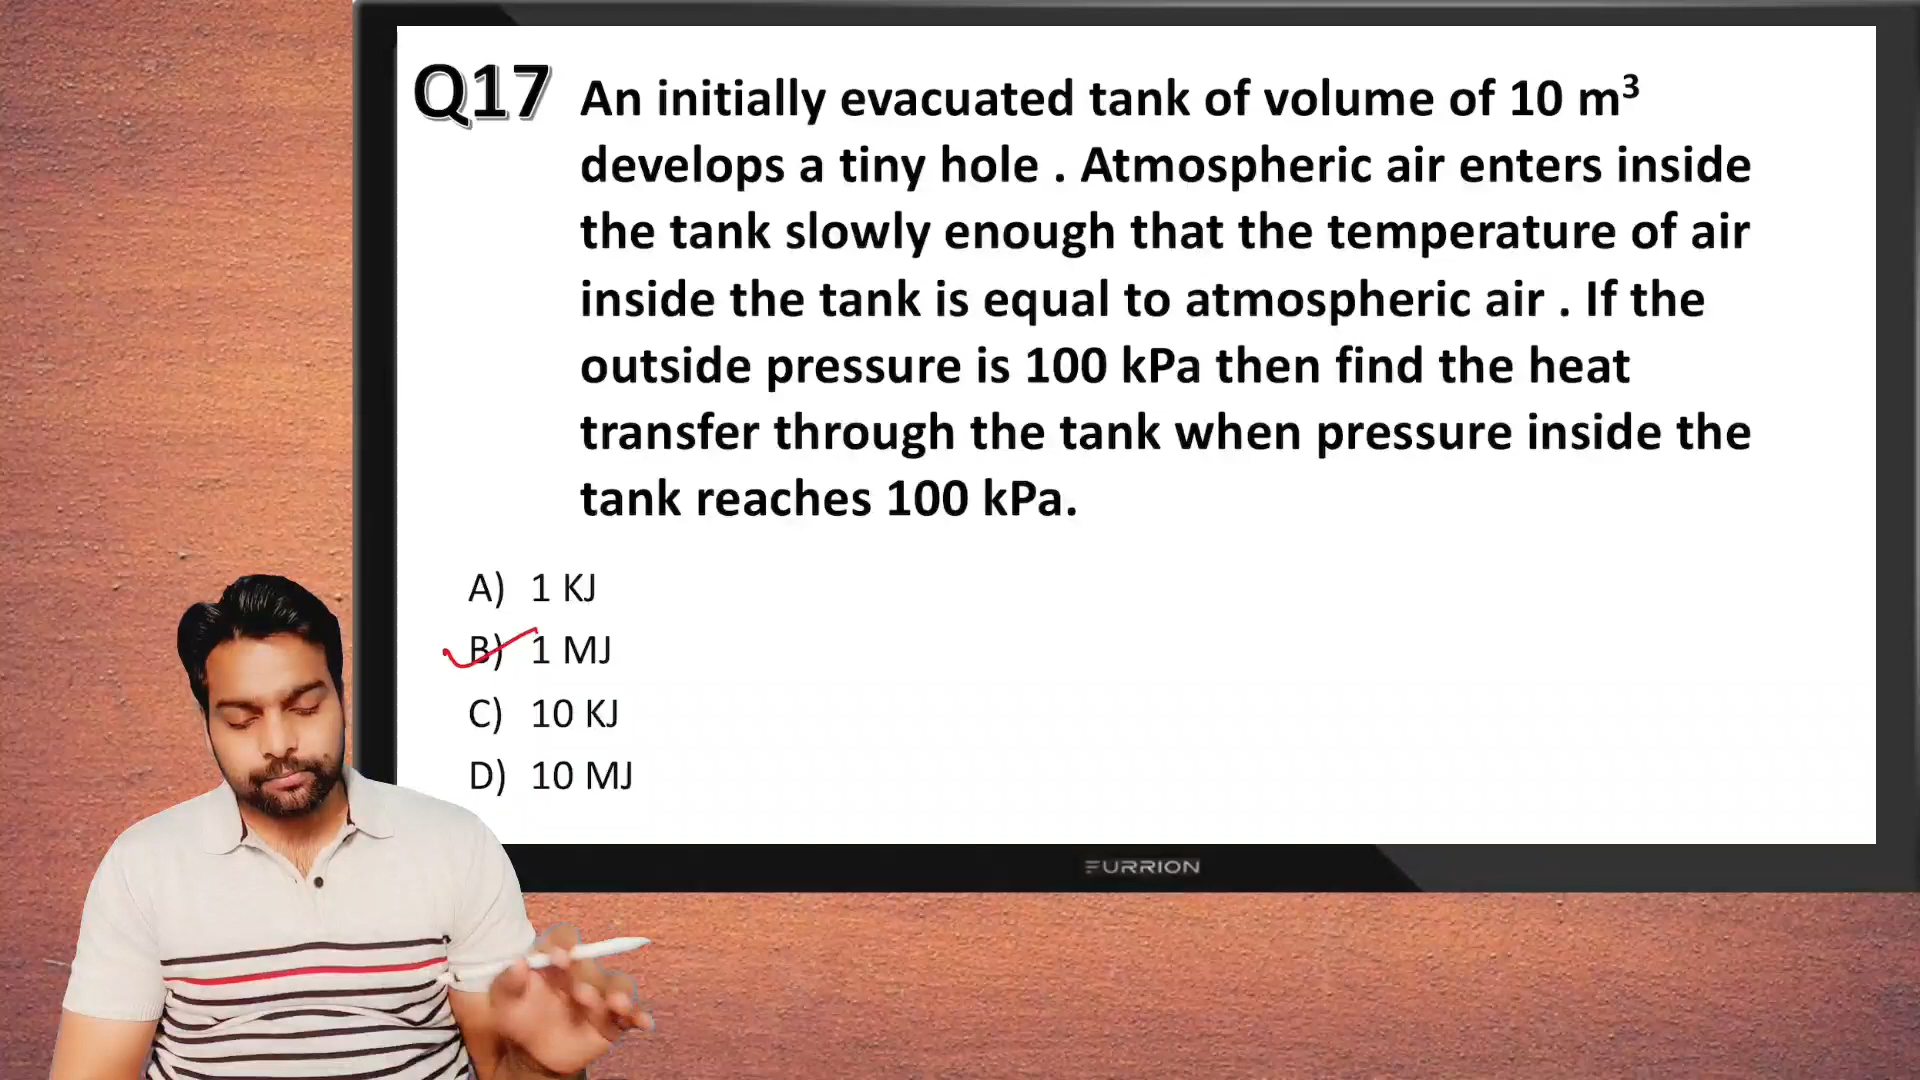 Q17 An initially evacuated tank of volume of 10 m³
develops a tiny hole . Atmospheric air enters inside
the tank slowly enough that the temperature of air
inside the tank is equal to atmospheric air . If the
outside pressure is 100 kPa then find the heat
transfer through the tank when pressure inside the
tank reaches 100 kPa.
A) 1 KJ
B) 1 MJ
C) 10 KJ
D) 10 MJ
FURRION